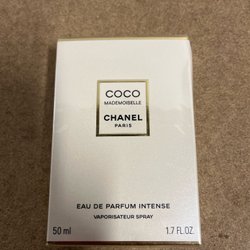 COCO
MADEMOISELLE
CHANEL
PARIS
EAU DE PARFUM INTENSE
VAPORISATEUR SPRAY
50 ml 1.7 FL.OZ.